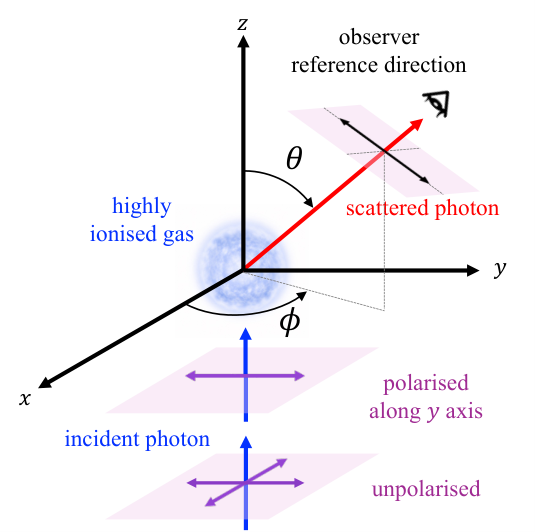 z
observer
reference direction
θ
highly
ionised gas
scattered photon
y
ϕ
x
polarised
along y axis
incident photon
unpolarised